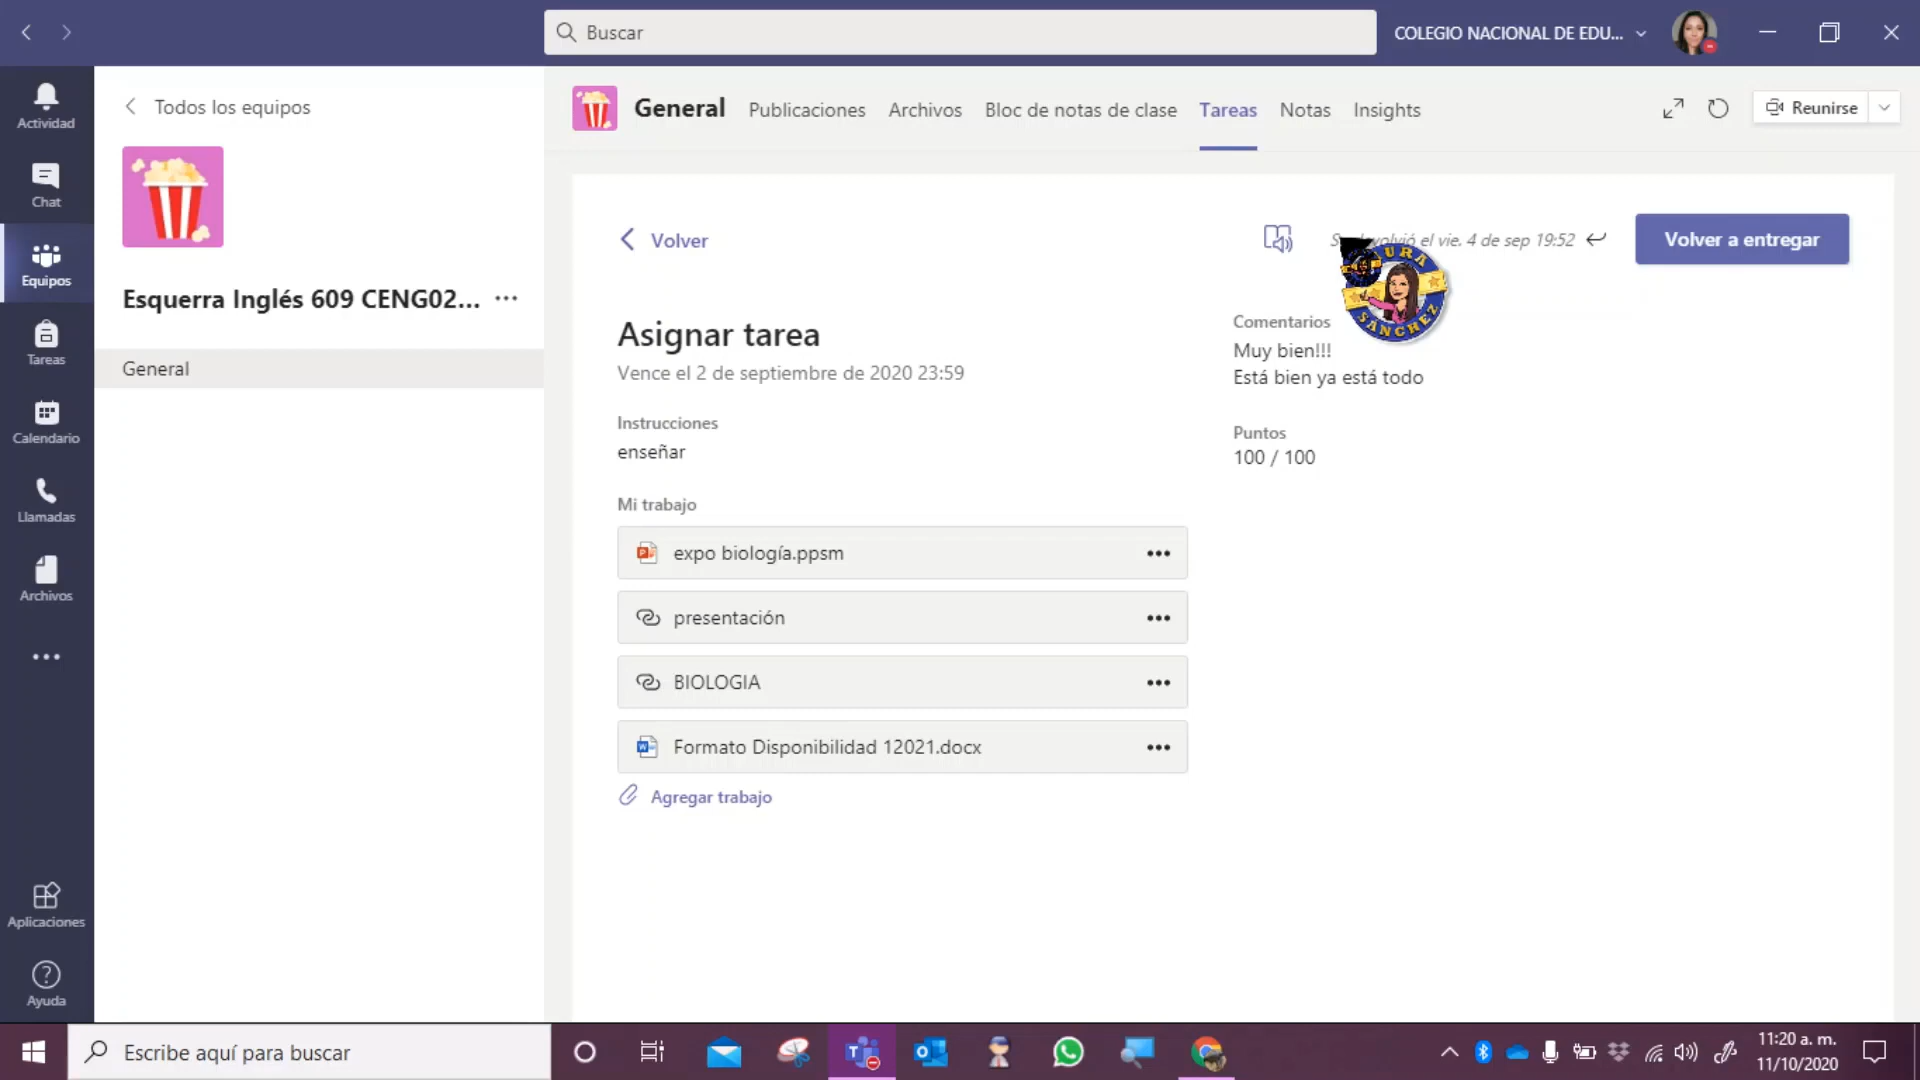 Buscar
COLEGIO NACIONAL DE EDU...
Actividad
Chat
Equipos
Tareas
Calendario
Llamadas
Archivos
Aplicaciones
Ayuda
Todos los equipos
Esquerra Inglés 609 CENG02...
General
General
Publicaciones
Archivos
Bloc de notas de clase
Tareas
Notas
Insights
Reunirse
Volver
el vie. 4 de sep 19:52
Volver a entregar
SANCHEZ
Asignar tarea
Vence el 2 de septiembre de 2020 23:59
Instrucciones
enseñar
Mi trabajo
expo biología.ppsm
presentación
BIOLOGIA
Formato Disponibilidad 12021.docx
Agregar trabajo
Comentarios
Muy bien!!!
Está bien ya está todo
Puntos
100 / 100
Escribe aquí para buscar
11:20 a. m.
11/10/2020